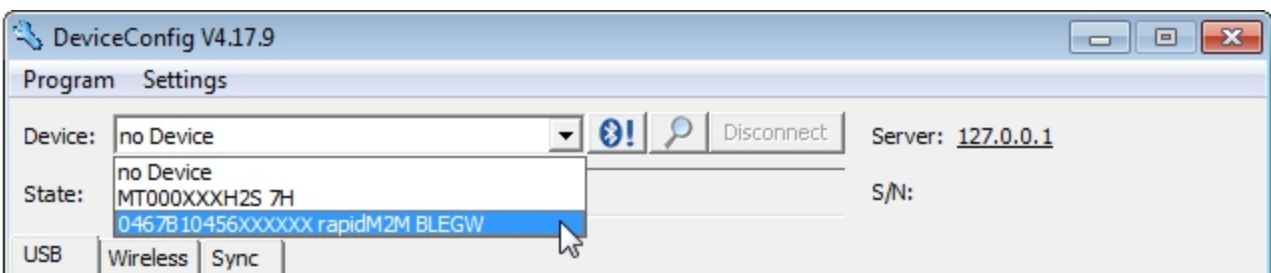 DeviceConfig V4.17.9
Program Settings
Device: no Device Disconnect Server: 127.0.0.1
no Device
State: MT000XXXH2S 7H S/N:
0467B10456XXXXXX rapidM2M BLEGW
USB Wireless Sync